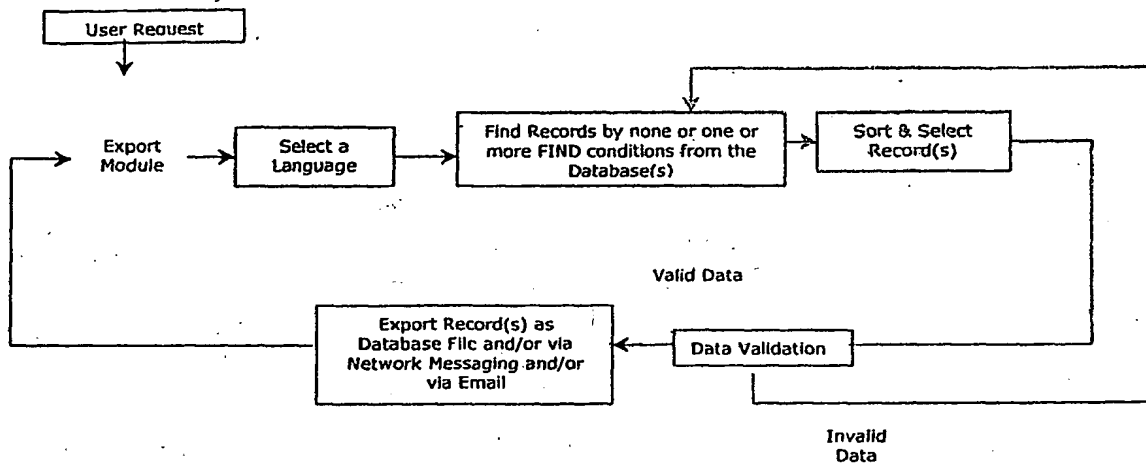 User Request
Export
Module
Select a
Language
Find Records by none or one or
more FIND conditions from the
Database(s)
Sort & Select
Record(s)
Valid Data
Export Record(s) as
Database File and/or via
Network Messaging and/or
via Email
Data Validation
Invalid
Data